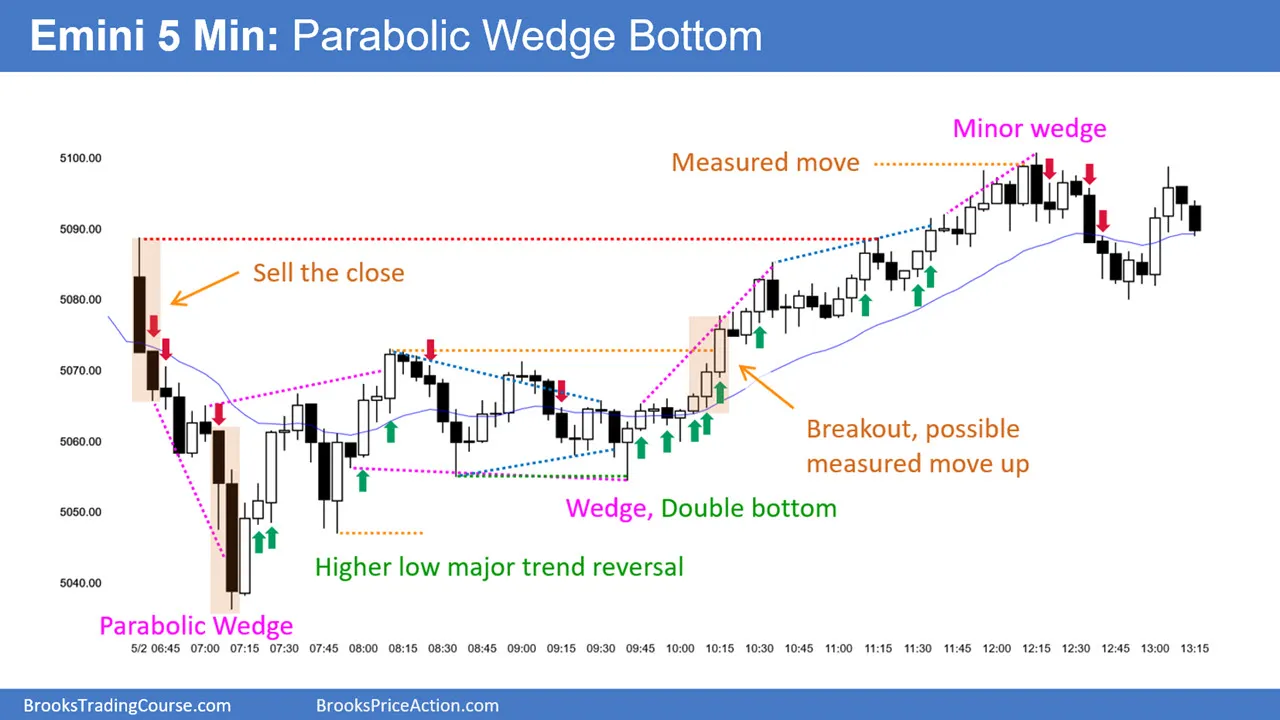 Emini 5 Min: Parabolic Wedge Bottom
Minor wedge
5100.00
Measured move
5090.00
Sell the close
5080.00
5070.00
Breakout, possible
measured move up
5060.00
Wedge, Double bottom
5050.00
Higher low major trend reversal
5040.00
Parabolic Wedge
5/2 06:45 07:00 07:15 07:30 07:45 08:00 08:15 08:30 08:45 09:00 09:15 09:30 09:45 10:00 10:15 10:30 10:45 11:00 11:15 11:30 11:45 12:00 12:15 12:30 12:45 13:00 13:15
BrooksTradingCourse.com BrooksPriceAction.com